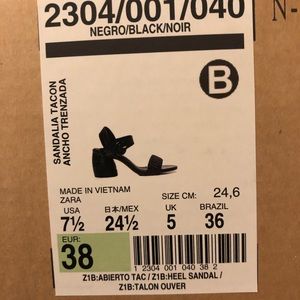 2304/001/040
N-
NEGRO/BLACK/NOIR
SANDALIA TACON
ANCHO TRENZADA
B
MADE IN VIETNAM
ZARA
SIZE CM: 24,6
USA 日本/MEX UK BRAZIL
7½ 24½ 5 36
EUR:
38
1 2304 001 040 38 2
Z1B:ABIERTO TAC / Z1B:HEEL SANDAL /
Z1B:TALON OUVER